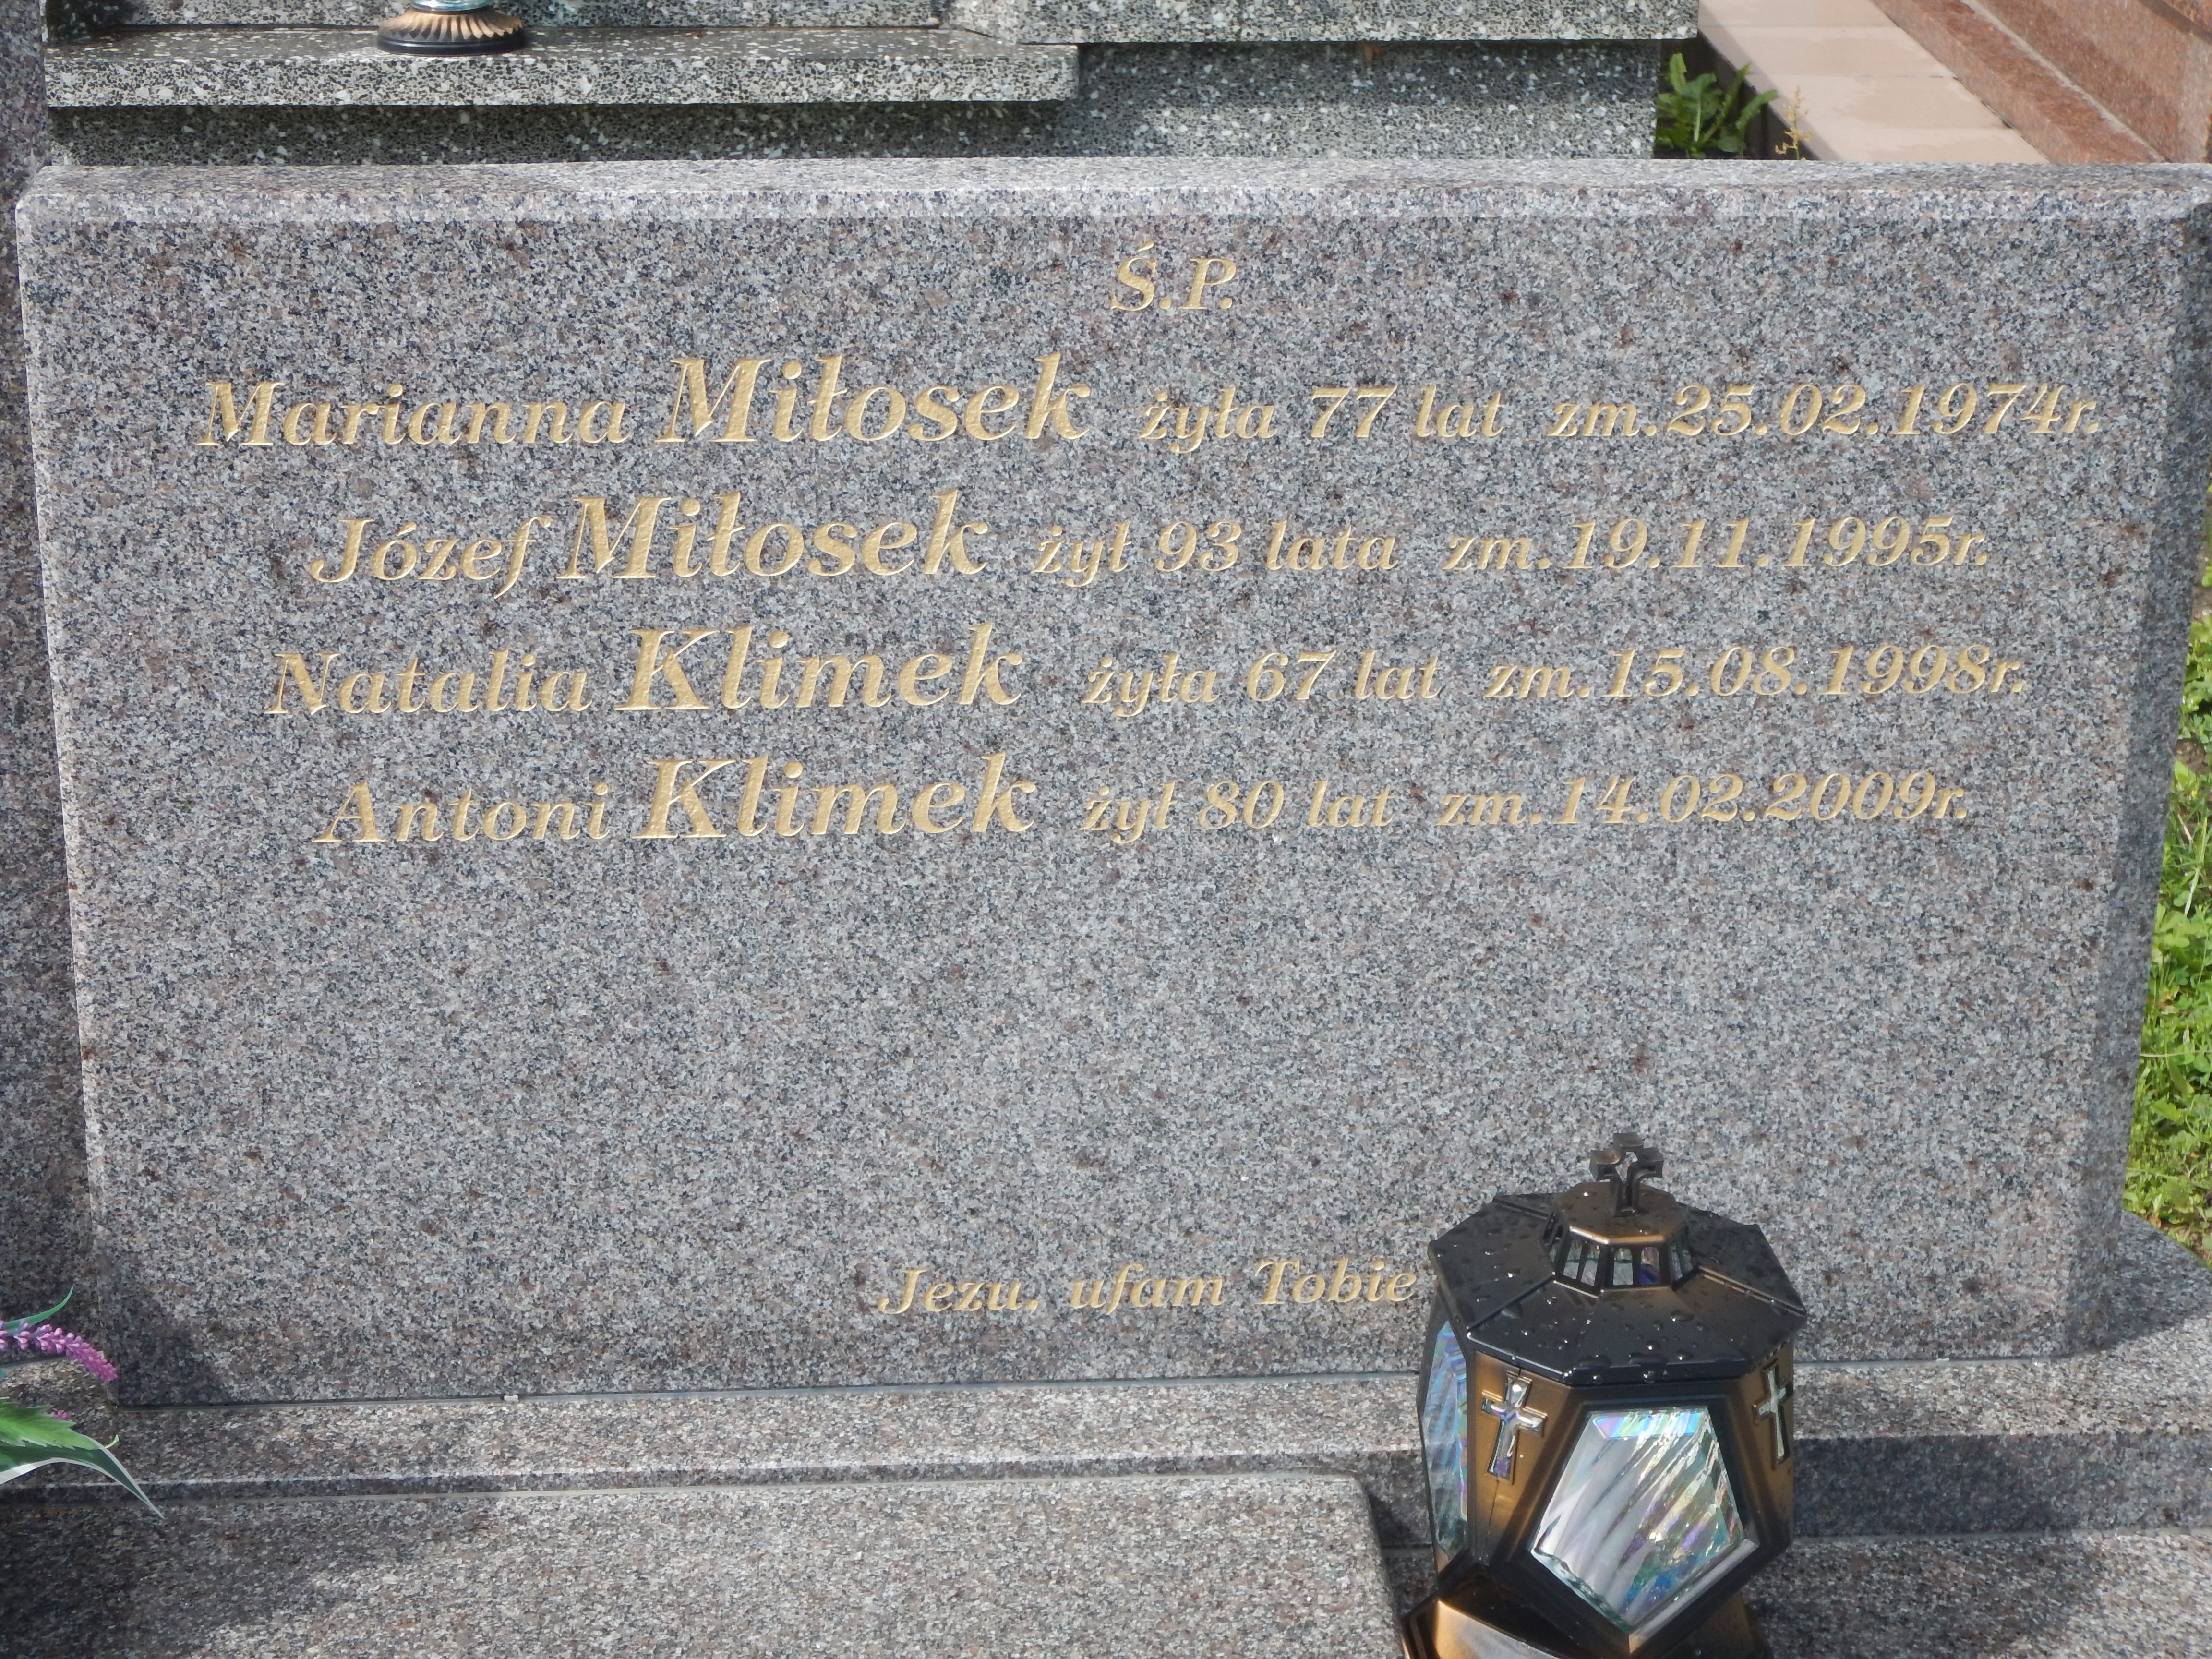 Ś.P.
Marianna Miłosek żyła 77 lat zm.25.02.1974r.
Józef Miłosek żył 93 lata zm.19.11.1995r.
Natalia Klimek żyła 67 lat zm.15.08.1998r.
Antoni Klimek żył 80 lat zm.14.02.2009r.
Jezu, ufam Tobie